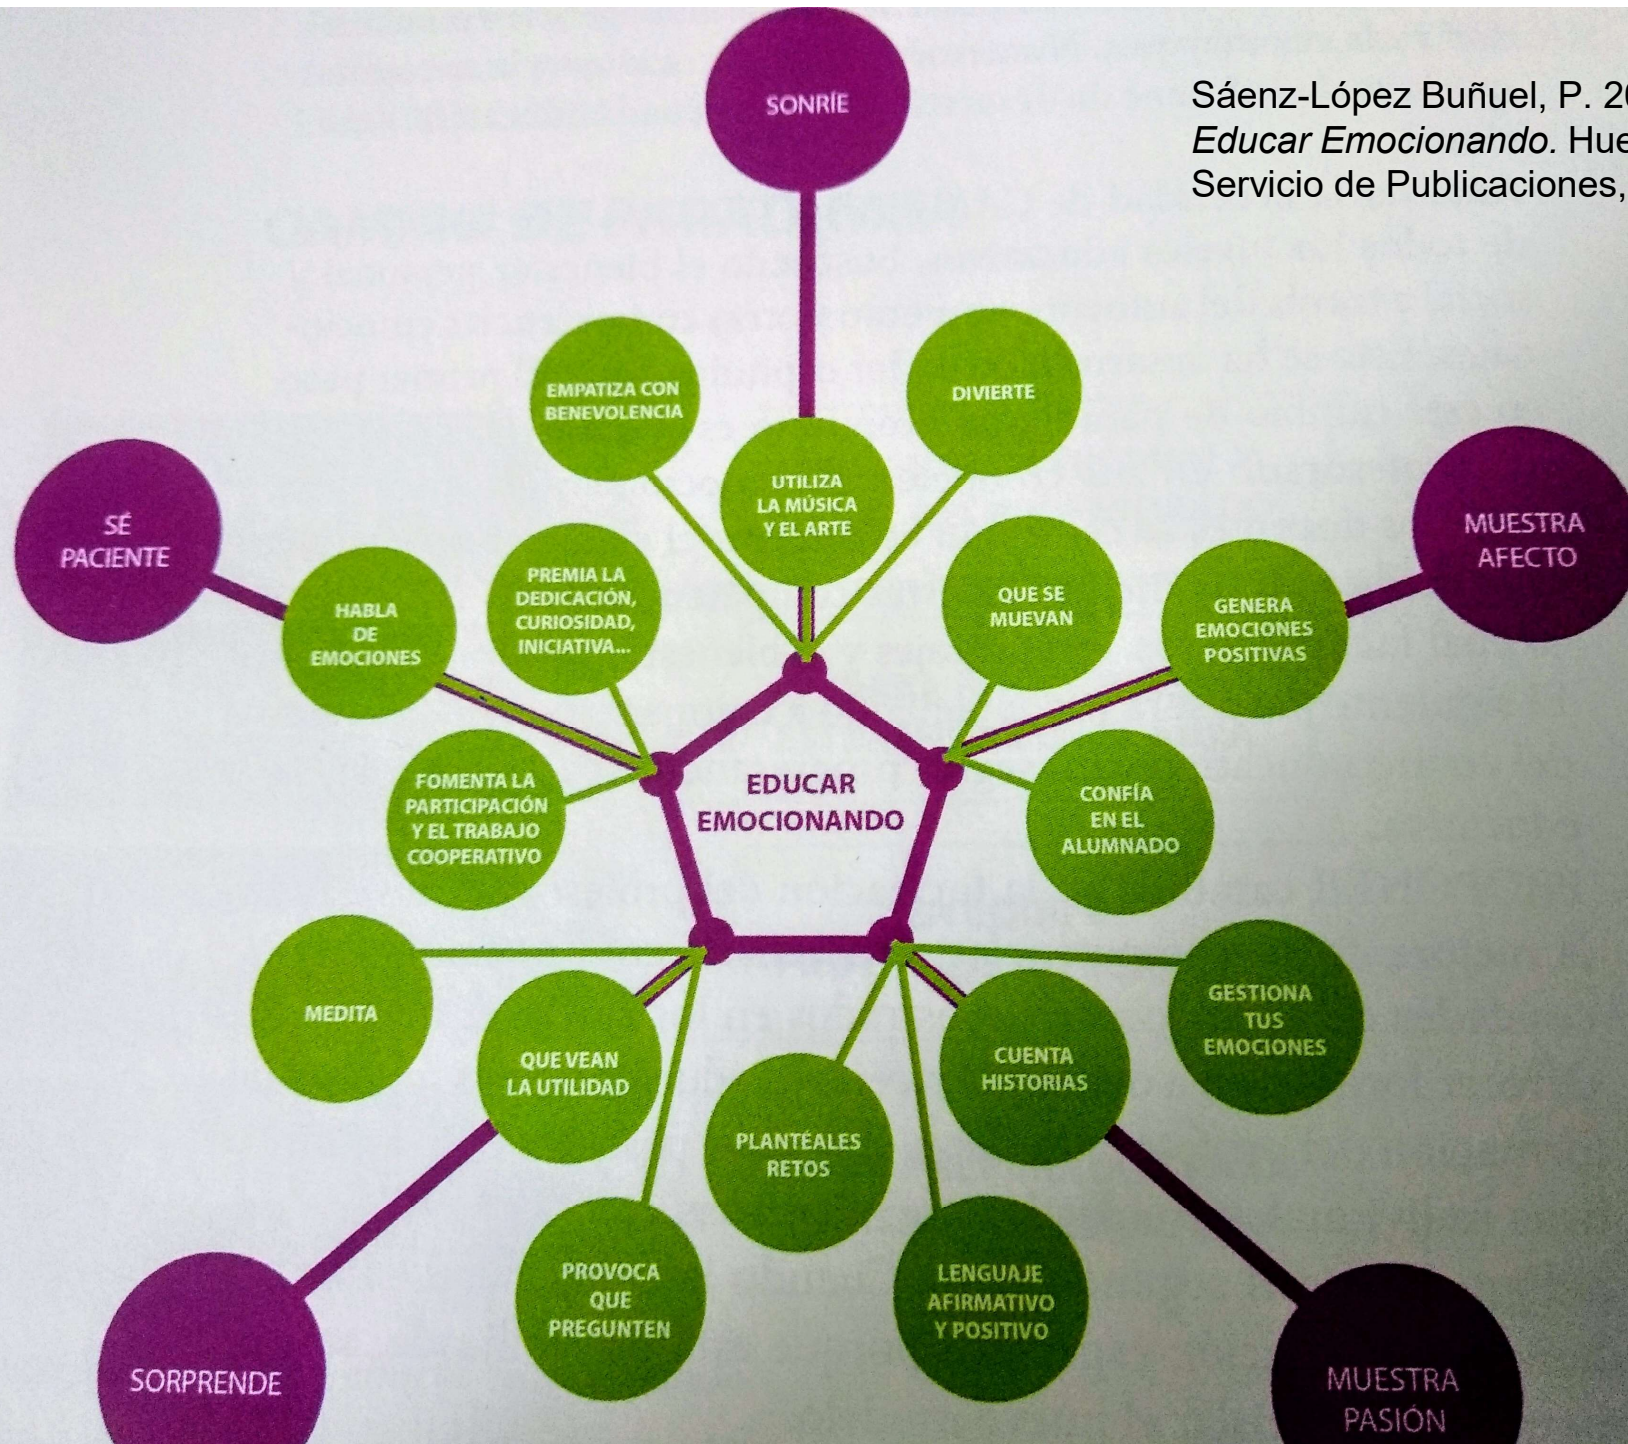 Sáenz-López Buñuel, P. 20
Educar Emocionando. Hue
Servicio de Publicaciones,
SONRÍE
EMPATIZA CON
BENEVOLENCIA
DIVIERTE
UTILIZA
LA MÚSICA
Y EL ARTE
SÉ
PACIENTE
MUESTRA
AFECTO
HABLA
DE
EMOCIONES
PREMIA LA
DEDICACIÓN,
CURIOSIDAD,
INICIATIVA...
QUE SE
MUEVAN
GENERA
EMOCIONES
POSITIVAS
FOMENTA LA
PARTICIPACIÓN
Y EL TRABAJO
COOPERATIVO
EDUCAR
EMOCIONANDO
CONFÍA
EN EL
ALUMNADO
MEDITA
QUE VEAN
LA UTILIDAD
PLANTÉALES
RETOS
CUENTA
HISTORIAS
GESTIONA
TUS
EMOCIONES
PROVOCA
QUE
PREGUNTEN
LENGUAJE
AFIRMATIVO
Y POSITIVO
SORPRENDE
MUESTRA
PASIÓN